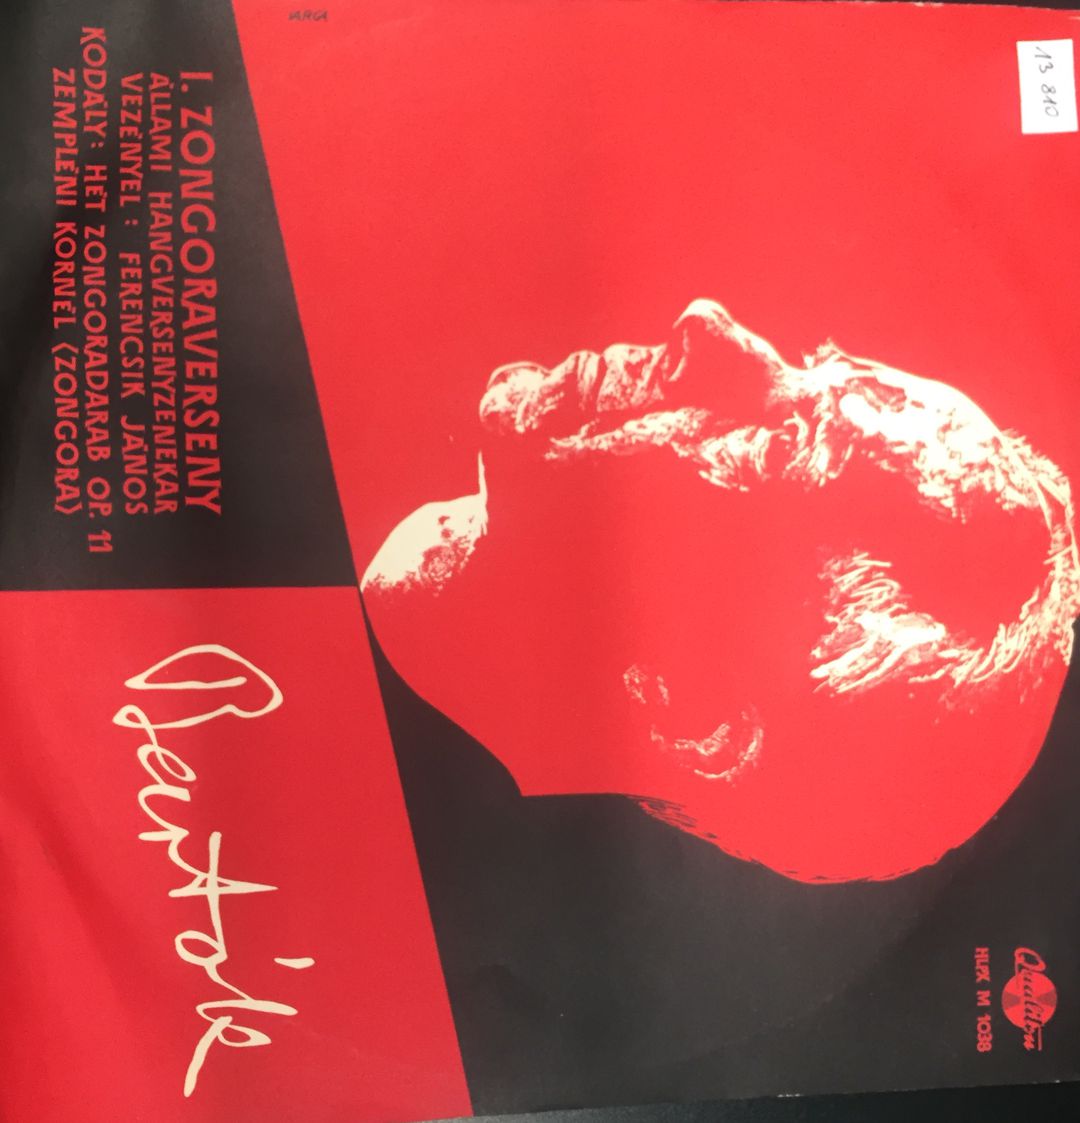 VARGA
13 810
I. ZONGORAVERSENY
ÁLLAMI HANGVERSENYZENEKAR
VEZÉNYEL: FERENCSIK JÁNOS
KODÁLY: HÉT ZONGORADARAB OP. 11
ZEMPLÉNI KORNÉL (ZONGORA)
Bartók
Qualiton
HLPX M 1038